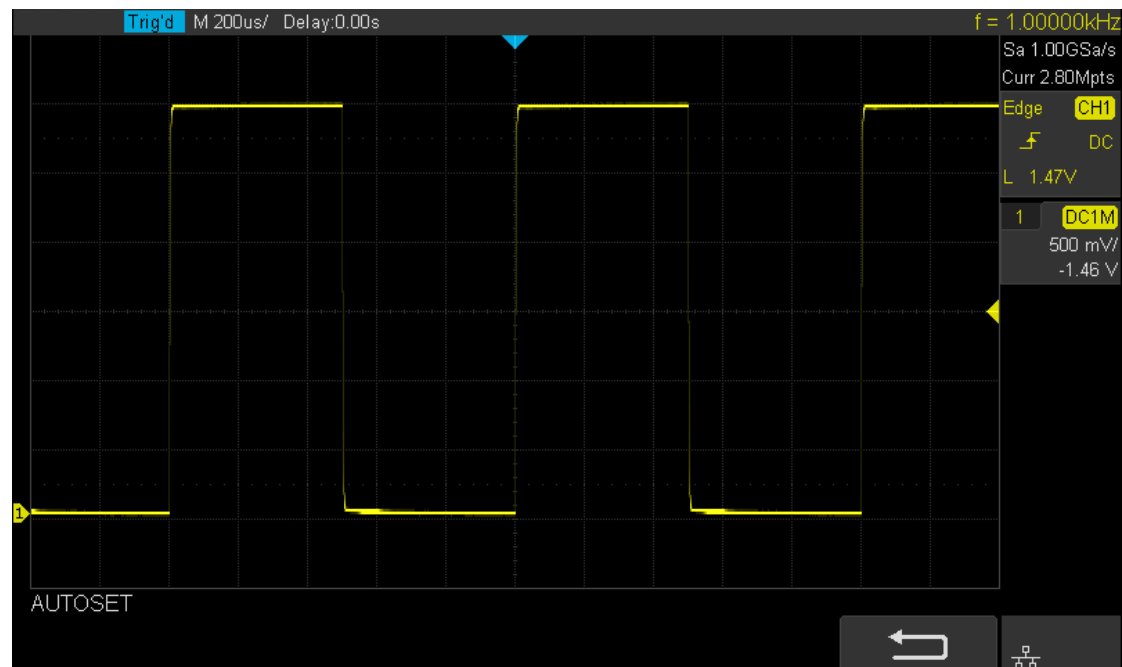 Trig'd M 200us/ Delay:0.00s f = 1.00000kHz
Sa 1.00GSa/s
Curr 2.80Mpts
Edge CH1
DC
L 1.47V
1 DC1M
500 mV/
-1.46 V
1
AUTOSET